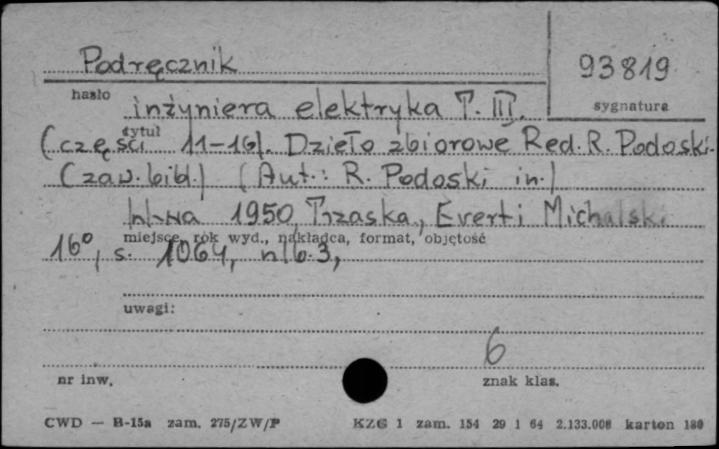 Podręcznik
93819
hasło
sygnatura
inżyniera elektryka T. III.
tytuł
(części 11-16). Dzieło zbiorowe Red. R. Podoski.
(zaw. bibl.) (Aut.: R. Podoski in.)
W-wa 1950, Trzaska, Evert i Michalski
miejsce, rok wyd., nakładca, format, objętość
16°, s. 1064, nlb. 3,
uwagi:
6
nr inw.
znak klas.
CWD — B-15a zam. 275/ZW/P
KZG 1 zam. 154 29 1 64 2.133.008 karton 180